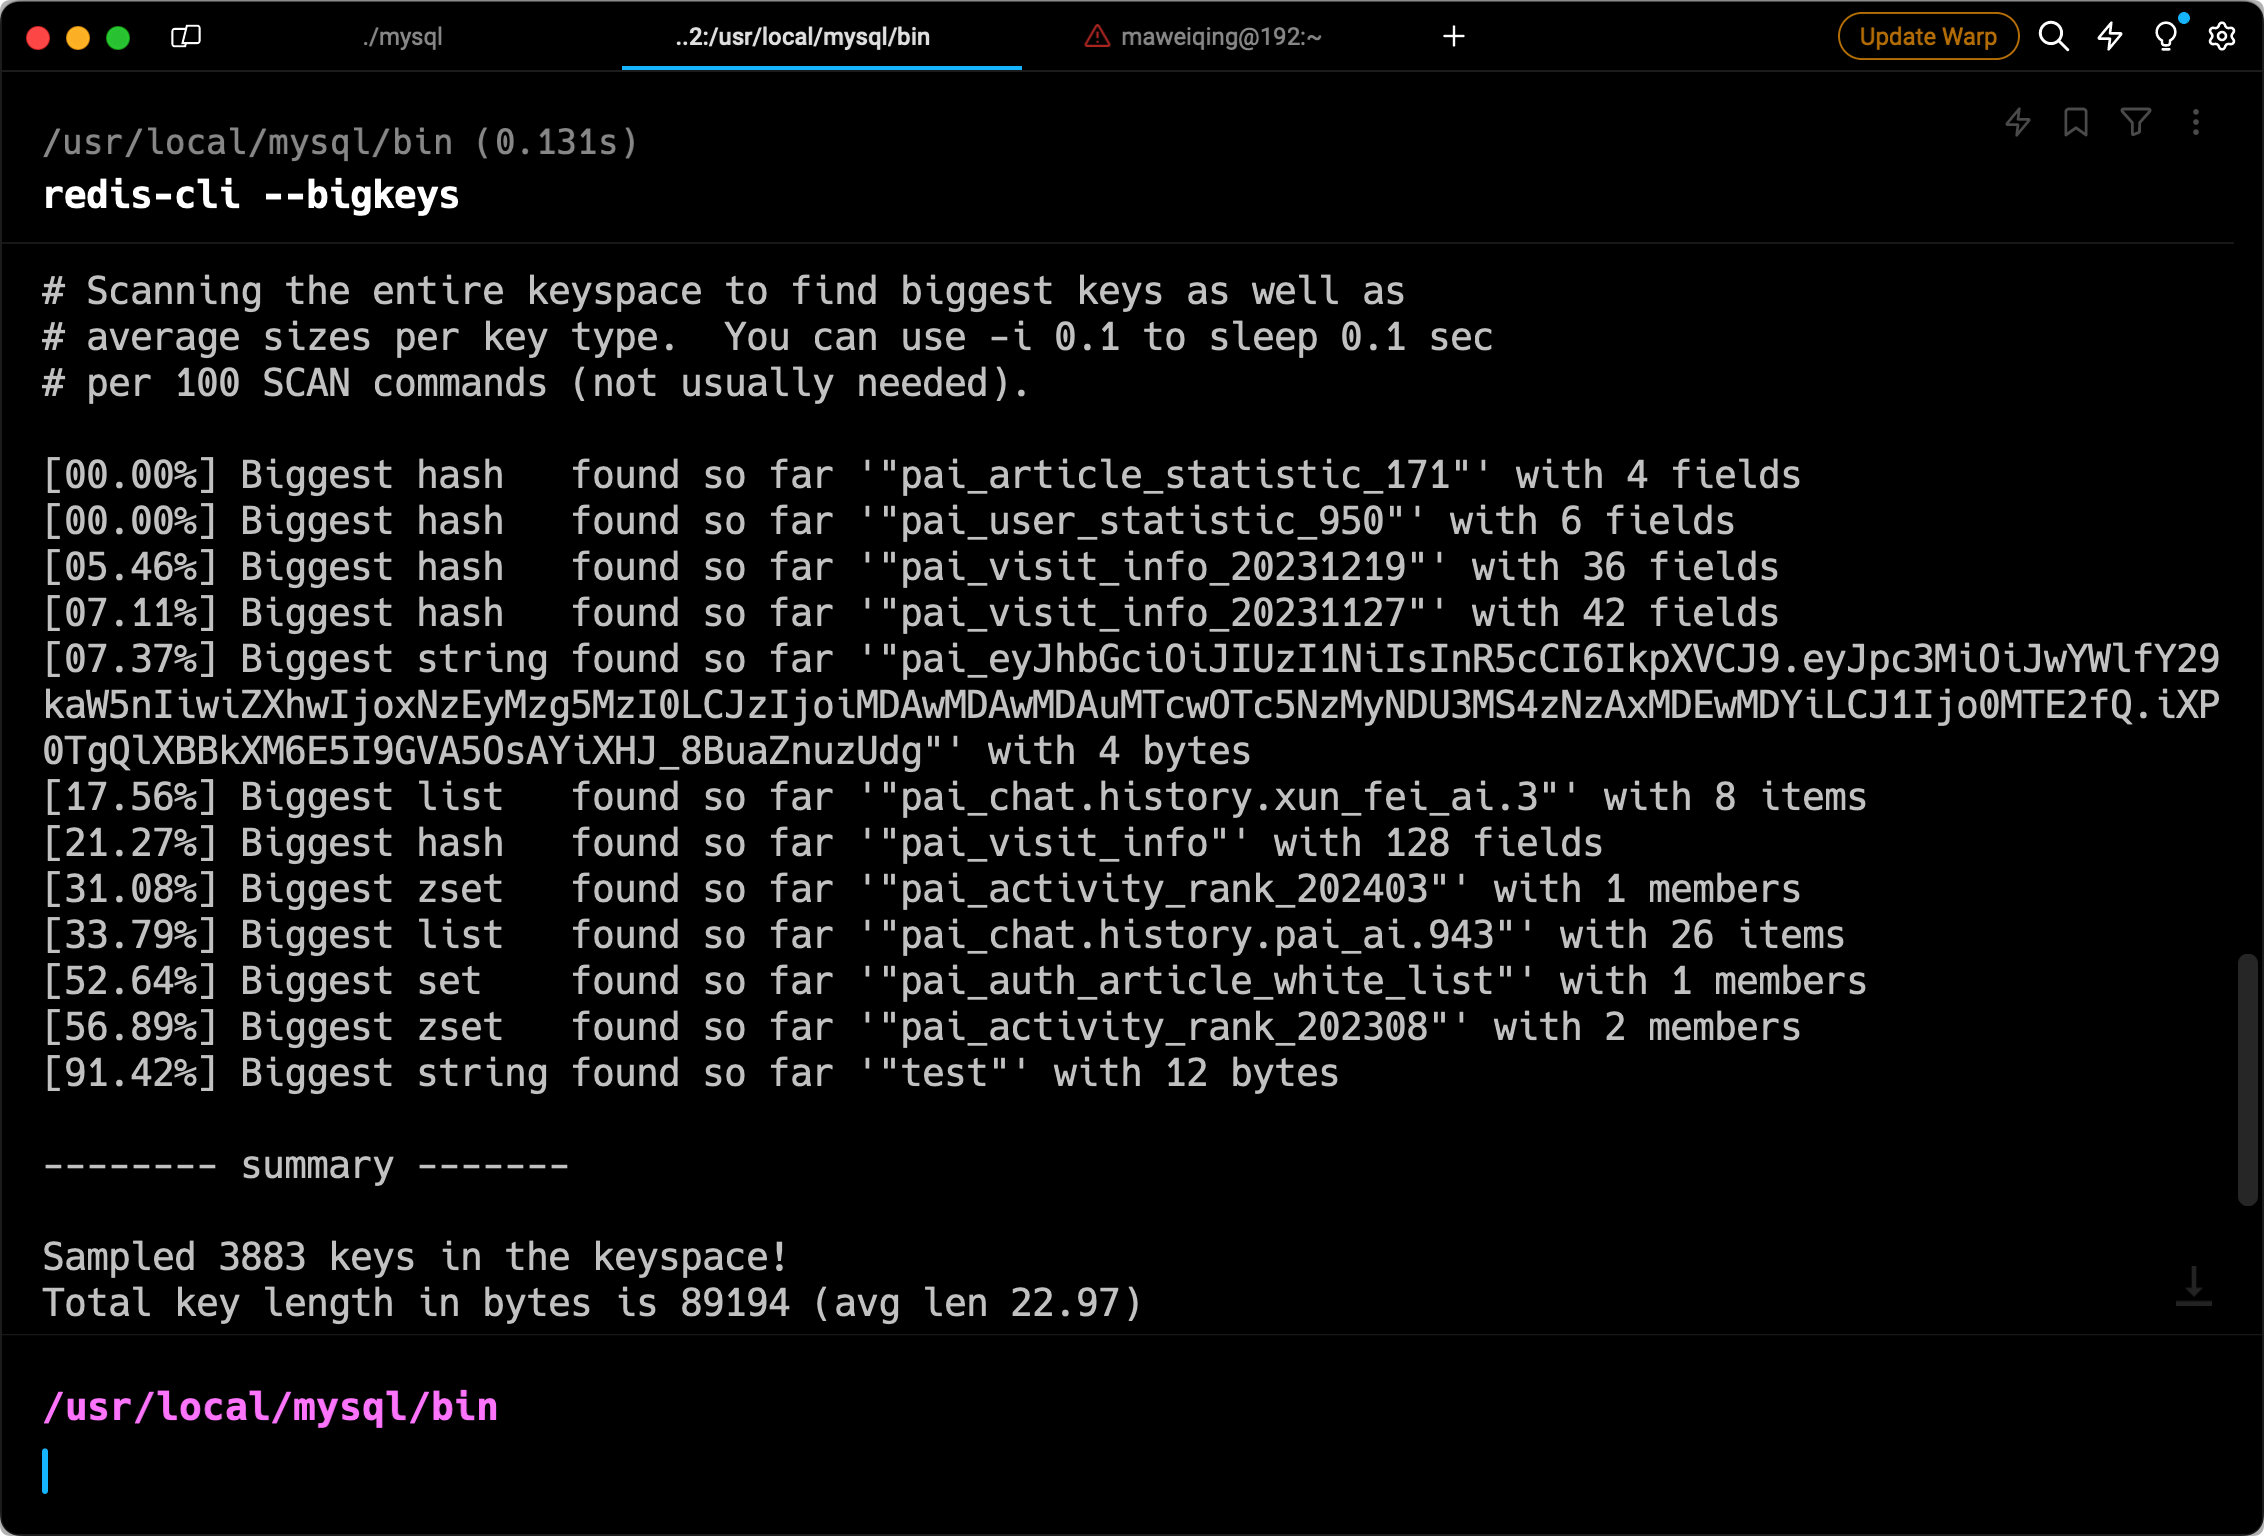 ./mysql
..2:/usr/local/mysql/bin
maweiqing@192:~
Update Warp
/usr/local/mysql/bin (0.131s)
redis-cli --bigkeys
# Scanning the entire keyspace to find biggest keys as well as
# average sizes per key type.  You can use -i 0.1 to sleep 0.1 sec
# per 100 SCAN commands (not usually needed).
[00.00%] Biggest hash   found so far '"pai_article_statistic_171"' with 4 fields
[00.00%] Biggest hash   found so far '"pai_user_statistic_950"' with 6 fields
[05.46%] Biggest hash   found so far '"pai_visit_info_20231219"' with 36 fields
[07.11%] Biggest hash   found so far '"pai_visit_info_20231127"' with 42 fields
[07.37%] Biggest string found so far '"pai_eyJhbGciOiJIUzI1NiIsInR5cCI6IkpXVCJ9.eyJpc3MiOiJwYWlfY29
kaW5nIiwiZXhwIjoxNzEyMzg5MzI0LCJzIjoiMDAwMDAwMDAuMTcwOTc5NzMyNDU3MS4zNzAxMDEwMDYiLCJ1Ijo0MTE2fQ.iXP
0TgQlXBBkXM6E5I9GVA5OsAYiXHJ_8BuaZnuzUdg"' with 4 bytes
[17.56%] Biggest list   found so far '"pai_chat.history.xun_fei_ai.3"' with 8 items
[21.27%] Biggest hash   found so far '"pai_visit_info"' with 128 fields
[31.08%] Biggest zset   found so far '"pai_activity_rank_202403"' with 1 members
[33.79%] Biggest list   found so far '"pai_chat.history.pai_ai.943"' with 26 items
[52.64%] Biggest set    found so far '"pai_auth_article_white_list"' with 1 members
[56.89%] Biggest zset   found so far '"pai_activity_rank_202308"' with 2 members
[91.42%] Biggest string found so far '"test"' with 12 bytes
-------- summary -------
Sampled 3883 keys in the keyspace!
Total key length in bytes is 89194 (avg len 22.97)
/usr/local/mysql/bin